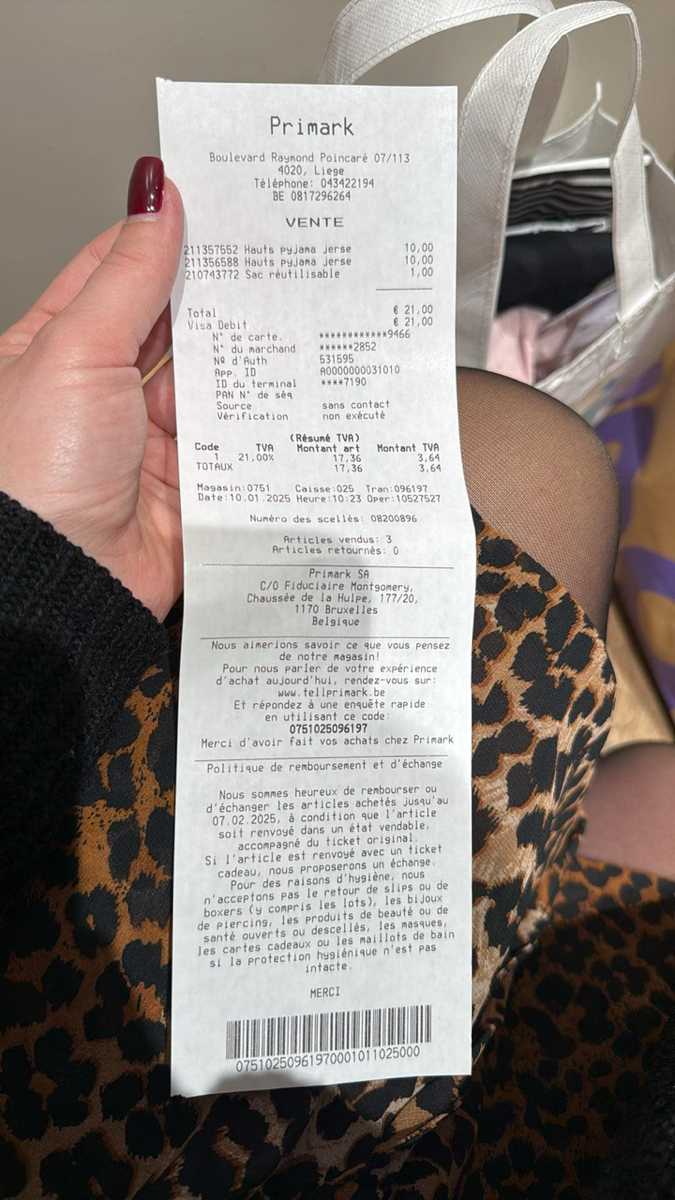 Primark
Boulevard Raymond Poincaré 07/113
4020, Liege
Téléphone: 043422194
BE 0817296264
VENTE
211357552 Hauts pyjama jerse 10,00
211356588 Hauts pyjama jerse 10,00
210743772 Sac réutilisable 1,00
Total € 21,00
Visa Debit € 21,00
N° de carte. ************9466
N° du marchand ******2852
Nº d'Auth 531595
App. ID A0000000031010
ID du terminal ****7190
PAN N° de séq
Source sans contact
Vérification non exécuté
(Résumé TVA)
Code TVA Montant art Montant TVA
1 21,00% 17,36 3,64
TOTAUX 17,36 3,64
Magasin:0751 Caisse:025 Tran:096197
Date:10.01.2025 Heure:10:23 Oper:10527527
Numéro des scellés: 08200896
Articles vendus: 3
Articles retournés: 0
Primark SA
C/O Fiduciaire Montgomery,
Chaussée de la Hulpe, 177/20,
1170 Bruxelles
Belgique
Nous aimerions savoir ce que vous pensez
de notre magasin!
Pour nous parler de votre expérience
d'achat aujourd'hui, rendez-vous sur:
www.tellprimark.be
Et répondez à une enquête rapide
en utilisant ce code:
0751025096197
Merci d'avoir fait vos achats chez Primark
Politique de remboursement et d'échange
Nous sommes heureux de rembourser ou
d'échanger les articles achetés jusqu'au
07.02.2025, à condition que l'article
soit renvoyé dans un état vendable,
accompagné du ticket original.
Si l'article est renvoyé avec un ticket
cadeau, nous proposerons un échange.
Pour des raisons d'hygiène, nous
n'acceptons pas le retour de slips ou de
boxers (y compris les lots), les bijoux
de piercing, les produits de beauté ou de
santé ouverts ou descellés, les masques,
les cartes cadeaux ou les maillots de bain
si la protection hygiénique n'est pas
intacte.
MERCI
07510250961970001011025000